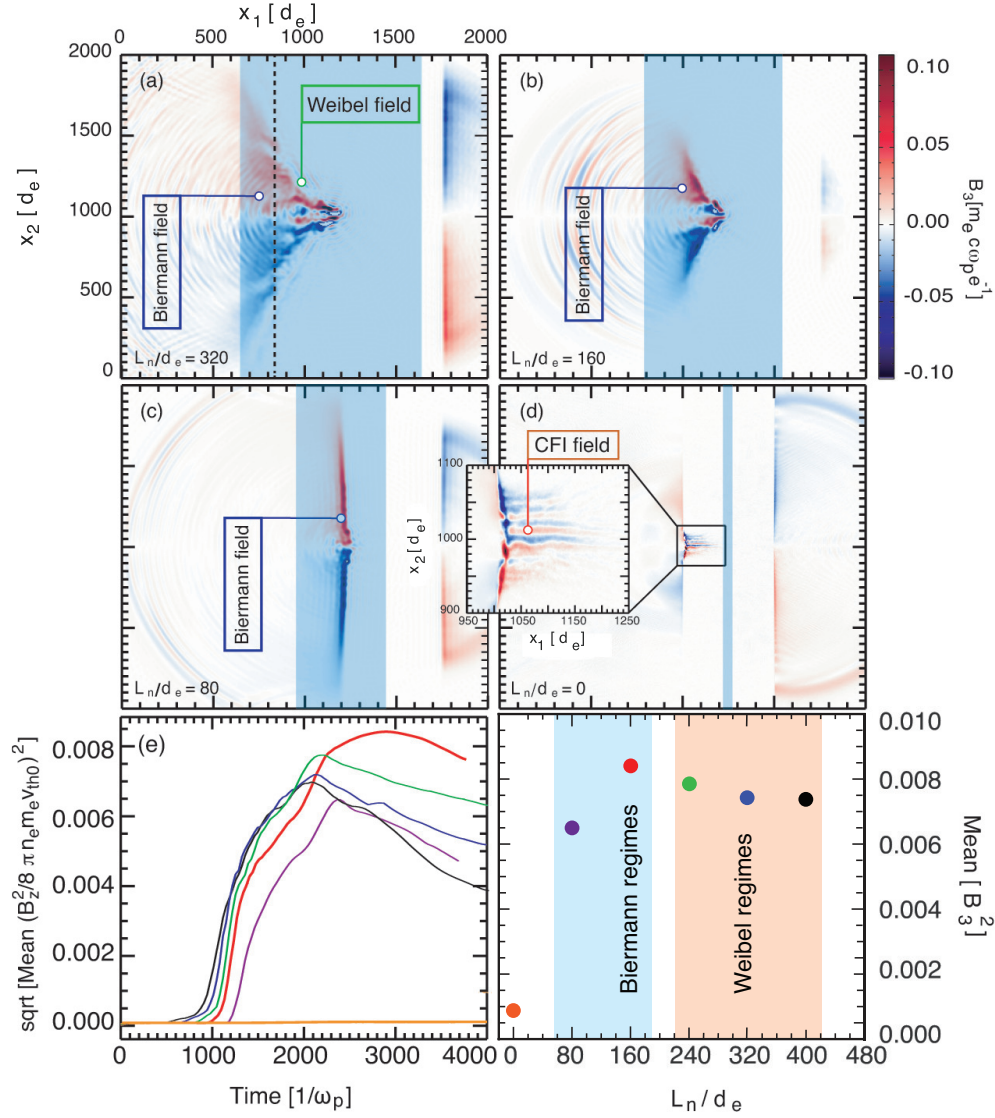 x₁ [ dₑ ]
0 500 1000 1500 2000
2000
1500
1000
500
0
x₂ [ dₑ ]
(a)
Weibel field
Biermann field
Lₙ/dₑ = 320
(b)
Biermann field
Lₙ/dₑ = 160
0.10
0.05
0.00
-0.05
-0.10
B₃[mₑ cωₚe⁻¹]
(c)
Biermann field
Lₙ/dₑ = 80
(d)
CFI field
1100
1000
900
x₂[dₑ]
950 1050 1150 1250
x₁ [dₑ]
Lₙ/dₑ = 0
(e)
0.008
0.006
0.004
0.002
0.000
sqrt [Mean (B_z²/8 π nₑmₑv_th0)²]
0 1000 2000 3000 4000
Time [1/ωₚ]
Biermann regimes
Weibel regimes
0.010
0.008
0.006
0.004
0.002
0.000
Mean [ B₃²]
0 80 160 240 320 400 480
Lₙ / dₑ